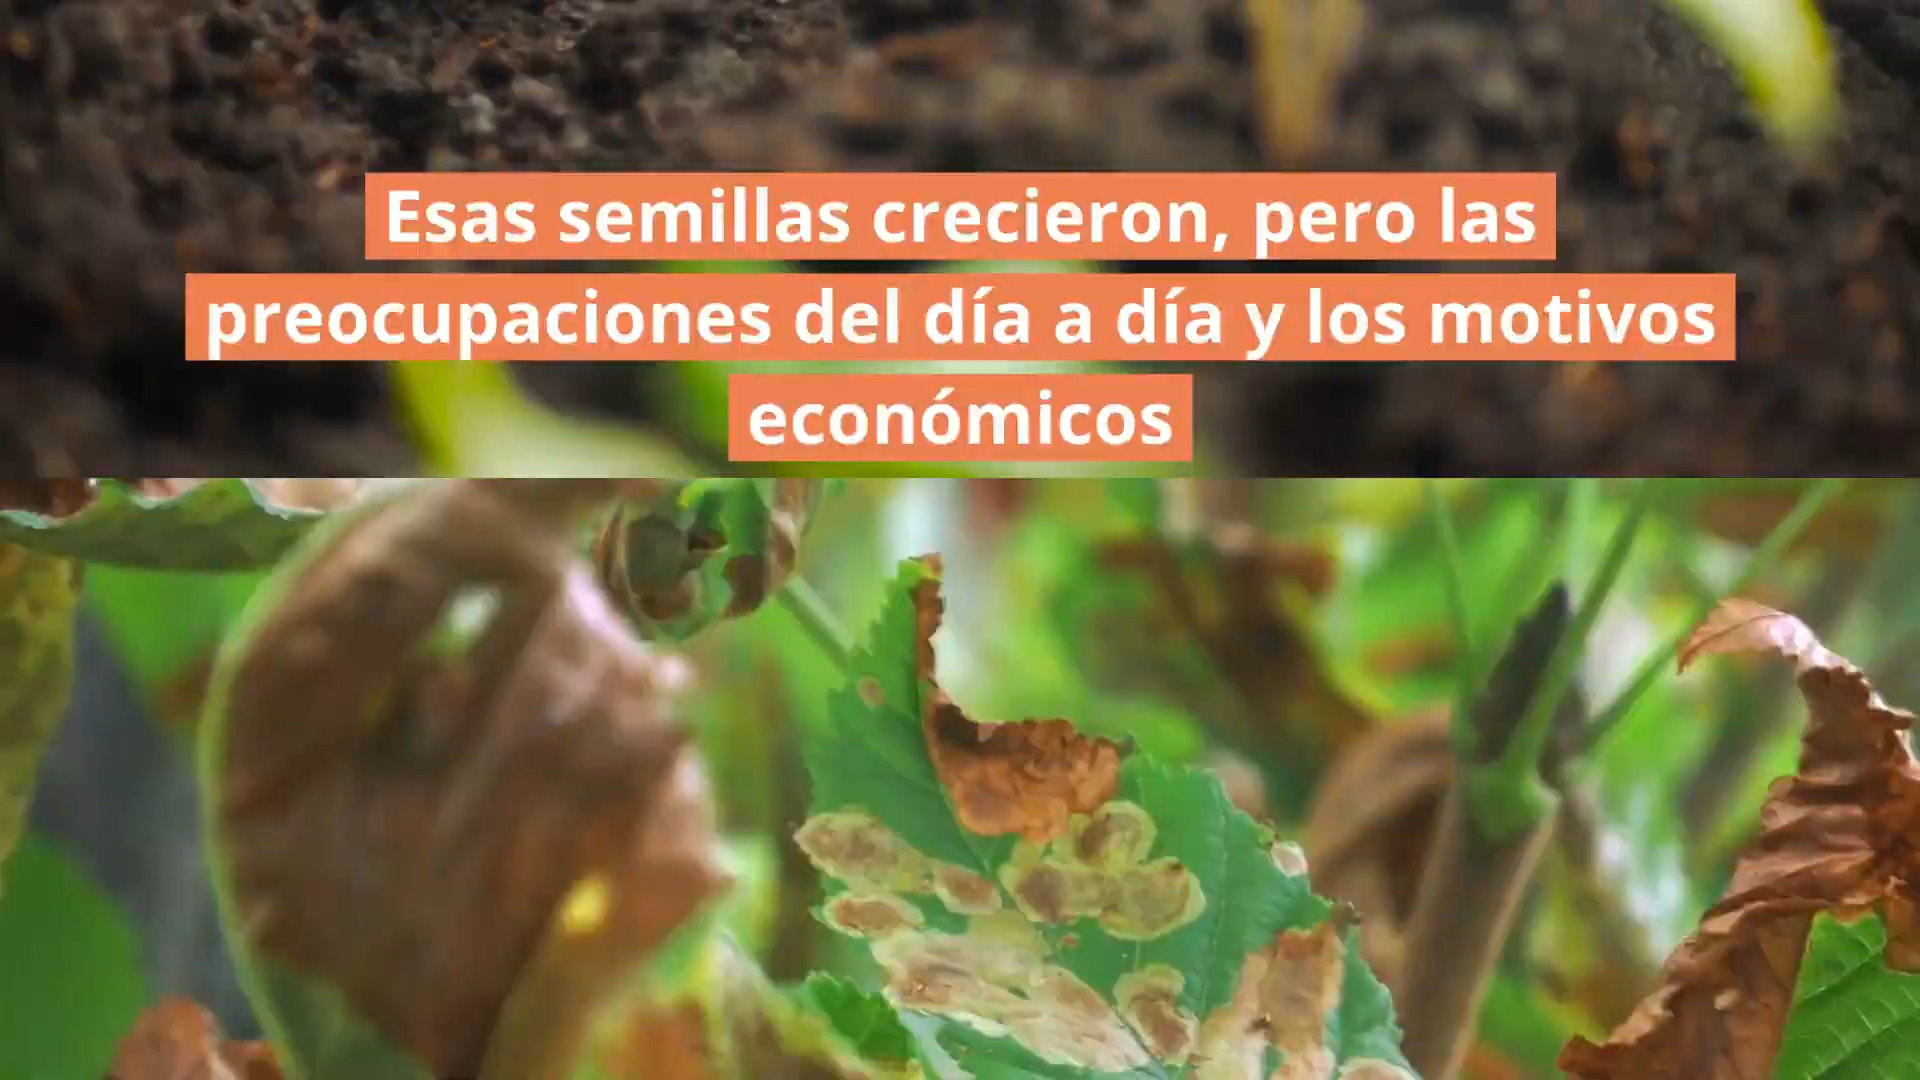 Esas semillas crecieron, pero las
preocupaciones del día a día y los motivos
económicos